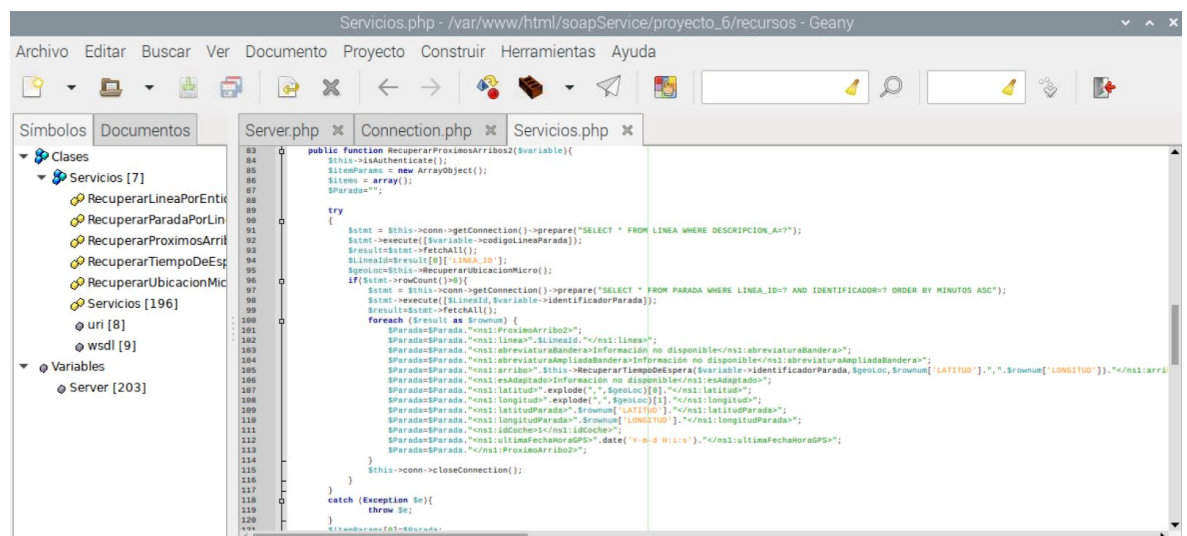 Servicios.php - /var/www/html/soapService/proyecto_6/recursos - Geany
Archivo Editar Buscar Ver Documento Proyecto Construir Herramientas Ayuda
Símbolos Documentos
Server.php Connection.php Servicios.php
Clases
Servicios [7]
RecuperarLineaPorEntid
RecuperarParadaPorLin
RecuperarProximosArril
RecuperarTiempoDeEsp
RecuperarUbicacionMic
Servicios [196]
uri [8]
wsdl [9]
Variables
Server [203]
83 public function RecuperarProximosArribos2($variable){
84 $this->isAuthenticate();
85 $itemParams = new ArrayObject();
86 $items = array();
87 $Parada="";
88
89 try
90 {
91 $stmt = $this->conn->getConnection()->prepare("SELECT * FROM LINEA WHERE DESCRIPCION_A=?");
92 $stmt->execute([$variable->codigoLineaParada]);
93 $result=$stmt->fetchAll();
94 $LineaId=$result[0]['LINEA_ID'];
95 $geoLoc=$this->RecuperarUbicacionMicro();
96 if($stmt->rowCount()>0){
97 $stmt = $this->conn->getConnection()->prepare("SELECT * FROM PARADA WHERE LINEA_ID=? AND IDENTIFICADOR=? ORDER BY MINUTOS ASC");
98 $stmt->execute([$LineaId,$variable->identificadorParada]);
99 $result=$stmt->fetchAll();
100 foreach ($result as $rownum) {
101 $Parada=$Parada."<ns1:ProximoArribo2>";
102 $Parada=$Parada."<ns1:linea>".$LineaId."</ns1:linea>";
103 $Parada=$Parada."<ns1:abreviaturaBandera>Información no disponible</ns1:abreviaturaBandera>";
104 $Parada=$Parada."<ns1:abreviaturaAmpliadaBandera>Información no disponible</ns1:abreviaturaAmpliadaBandera>";
105 $Parada=$Parada."<ns1:arribo>".$this->RecuperarTiempoDeEspera($variable->identificadorParada,$geoLoc,$rownum['LATITUD'].",".$rownum['LONGITUD'])."</ns1:arri
106 $Parada=$Parada."<ns1:esAdaptado>Información no disponible</ns1:esAdaptado>";
107 $Parada=$Parada."<ns1:latitud>".explode(",",$geoLoc)[0]."</ns1:latitud>";
108 $Parada=$Parada."<ns1:longitud>".explode(",",$geoLoc)[1]."</ns1:longitud>";
109 $Parada=$Parada."<ns1:latitudParada>".$rownum['LATITUD']."</ns1:latitudParada>";
110 $Parada=$Parada."<ns1:longitudParada>".$rownum['LONGITUD']."</ns1:longitudParada>";
111 $Parada=$Parada."<ns1:idCoche>1</ns1:idCoche>";
112 $Parada=$Parada."<ns1:ultimaFechaHoraGPS>".date('Y-m-d H:i:s')."</ns1:ultimaFechaHoraGPS>";
113 $Parada=$Parada."</ns1:ProximoArribo2>";
114 }
115 $this->conn->closeConnection();
116 }
117 }
118 catch (Exception $e){
119 throw $e;
120 }
121 $itemParams[0]=$Parada;